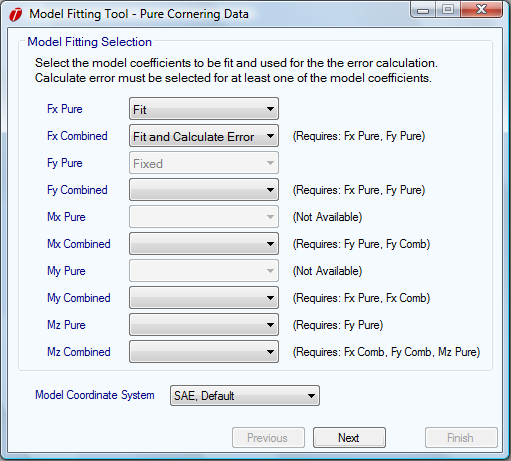 Model Fitting Tool - Pure Cornering Data
Model Fitting Selection
Select the model coefficients to be fit and used for the the error calculation.
Calculate error must be selected for at least one of the model coefficients.
Fx Pure Fit
Fx Combined Fit and Calculate Error (Requires: Fx Pure, Fy Pure)
Fy Pure Fixed
Fy Combined (Requires: Fx Pure, Fy Pure)
Mx Pure (Not Available)
Mx Combined (Requires: Fy Pure, Fy Comb)
My Pure (Not Available)
My Combined (Requires: Fx Pure, Fx Comb)
Mz Pure (Requires: Fy Pure)
Mz Combined (Requires: Fx Comb, Fy Comb, Mz Pure)
Model Coordinate System SAE, Default
Previous Next Finish